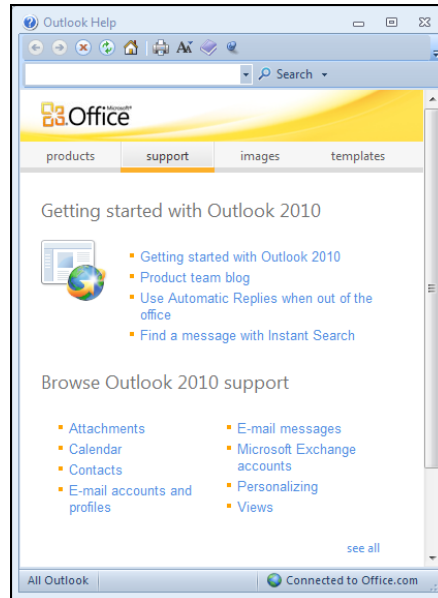 Outlook Help
Search
Microsoft®
Office
products support images templates
Getting started with Outlook 2010
Getting started with Outlook 2010
Product team blog
Use Automatic Replies when out of the
office
Find a message with Instant Search
Browse Outlook 2010 support
Attachments
Calendar
Contacts
E-mail accounts and
profiles
E-mail messages
Microsoft Exchange
accounts
Personalizing
Views
see all
All Outlook
Connected to Office.com